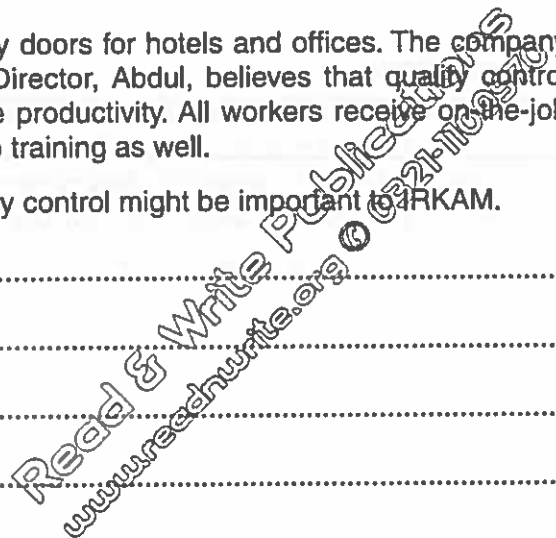 y doors for hotels and offices. The company
Director, Abdul, believes that quality control
e productivity. All workers receive on-the-job
o training as well.
y control might be important to IRKAM.
Read & Write Publications
www.readnwrite.org